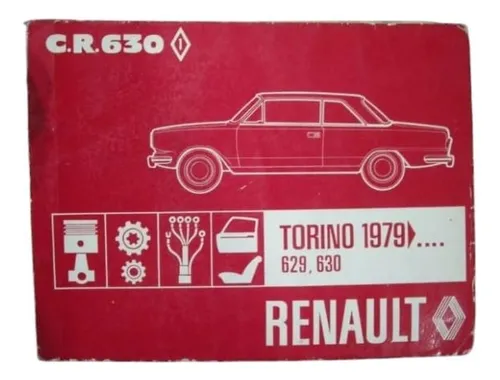 C.R.630
TORINO 1979 ....
629, 630
RENAULT